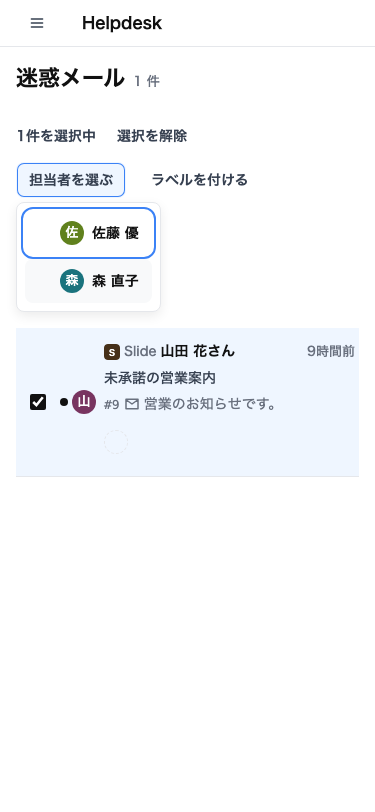 Helpdesk
迷惑メール 1 件
1件を選択中 選択を解除
担当者を選ぶ ラベルを付ける
佐 佐藤 優
森 森 直子
S Slide 山田 花さん 9時間前
未承諾の営業案内
山 #9 営業のお知らせです。